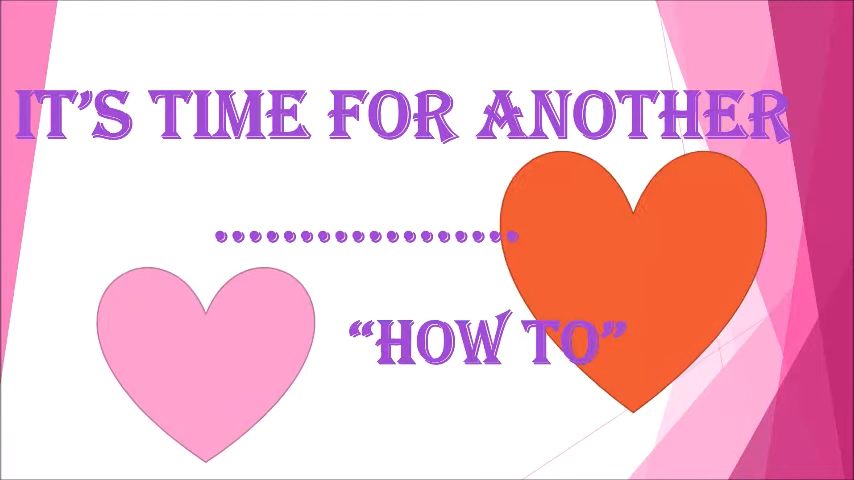 IT'S TIME FOR ANOTHER
..................
"HOW TO"